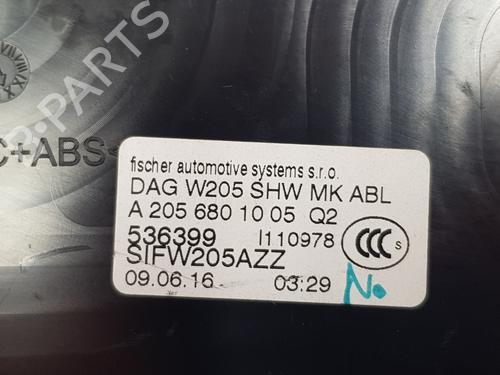 C+ABS<
fischer automotive systems s.r.o.
DAG W205 SHW MK ABL
A 205 680 10 05 Q2
536399 I110978
CCC S
SIFW205AZZ
09.06.16 03:29 No
B-PARTS